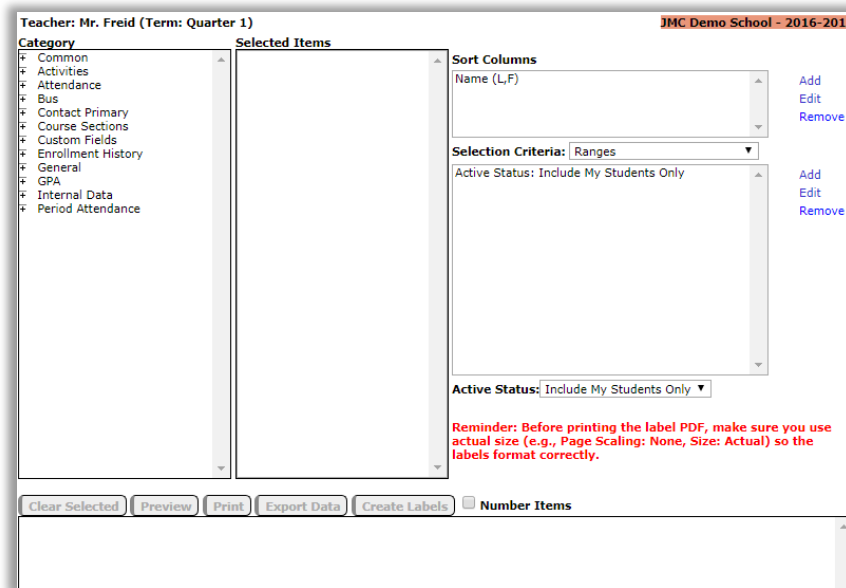 Teacher: Mr. Freid (Term: Quarter 1)
JMC Demo School - 2016-201
Category
Common
Activities
Attendance
Bus
Contact Primary
Course Sections
Custom Fields
Enrollment History
General
GPA
Internal Data
Period Attendance
Selected Items
Sort Columns
Name (L,F)
Add
Edit
Remove
Selection Criteria: Ranges
Active Status: Include My Students Only
Add
Edit
Remove
Active Status: Include My Students Only
Reminder: Before printing the label PDF, make sure you use
actual size (e.g., Page Scaling: None, Size: Actual) so the
labels format correctly.
Clear Selected Preview Print Export Data Create Labels Number Items